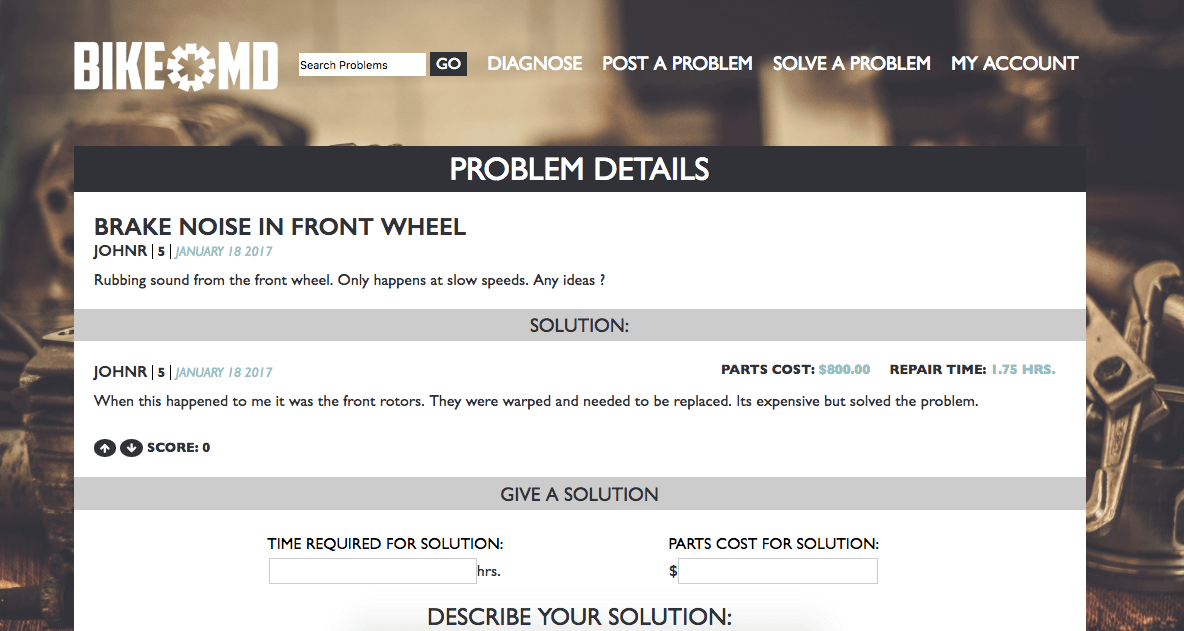 BIKE MD Search Problems GO DIAGNOSE POST A PROBLEM SOLVE A PROBLEM MY ACCOUNT
PROBLEM DETAILS
BRAKE NOISE IN FRONT WHEEL
JOHNR | 5 | JANUARY 18 2017
Rubbing sound from the front wheel. Only happens at slow speeds. Any ideas ?
SOLUTION:
JOHNR | 5 | JANUARY 18 2017 PARTS COST: $800.00 REPAIR TIME: 1.75 HRS.
When this happened to me it was the front rotors. They were warped and needed to be replaced. Its expensive but solved the problem.
SCORE: 0
GIVE A SOLUTION
TIME REQUIRED FOR SOLUTION: PARTS COST FOR SOLUTION:
hrs. $
DESCRIBE YOUR SOLUTION: